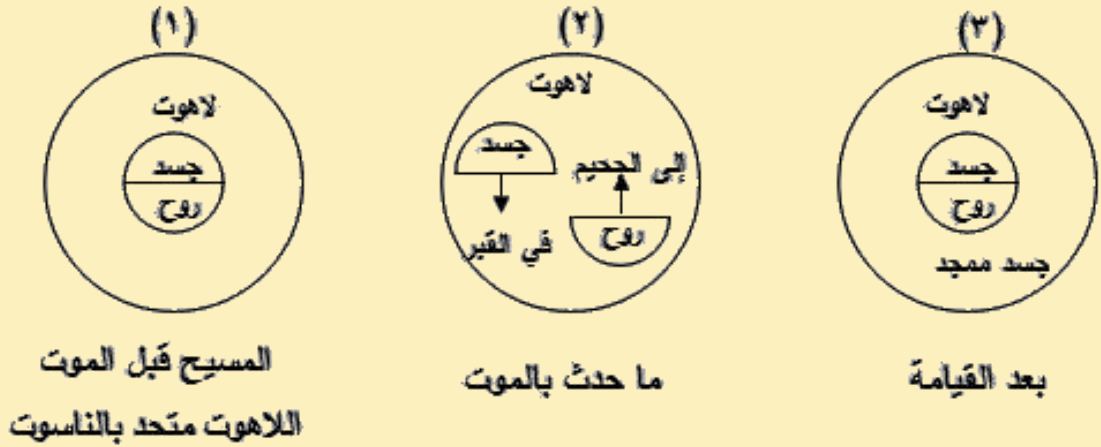 (١)
لاهوت
جسد
روح
المسيح قبل الموت
اللاهوت متحد بالناسوت
(٢)
لاهوت
جسد
إلى الجحيم
روح
في القبر
ما حدث بالموت
(٣)
لاهوت
جسد
روح
جسد ممجد
بعد القيامة